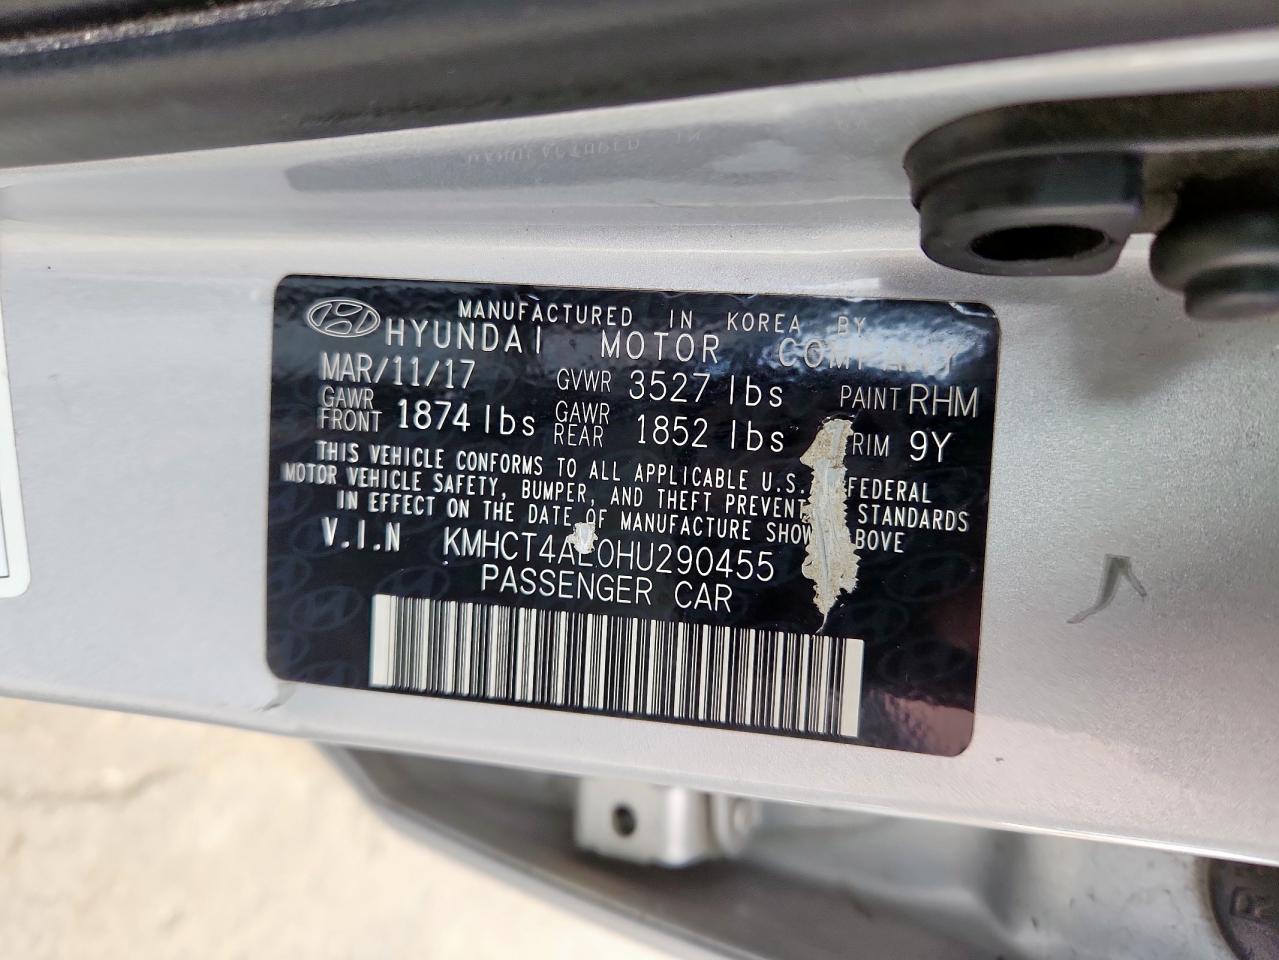 MANUFACTURED IN KOREA BY
HYUNDAI MOTOR COMPANY
MAR/11/17 GVWR 3527 lbs PAINT RHM
GAWR FRONT 1874 lbs GAWR REAR 1852 lbs RIM 9Y
THIS VEHICLE CONFORMS TO ALL APPLICABLE U.S. FEDERAL
MOTOR VEHICLE SAFETY, BUMPER, AND THEFT PREVENT STANDARDS
IN EFFECT ON THE DATE OF MANUFACTURE SHOW BOVE
V.I.N KMHCT4AE0HU290455
PASSENGER CAR